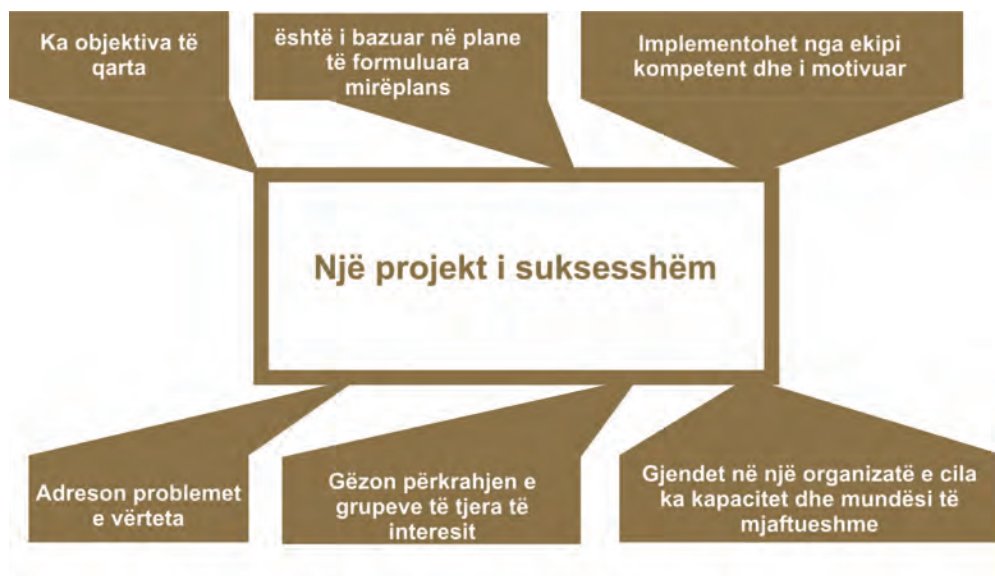 Ka objektiva të
qarta
është i bazuar në plane
të formuluara
mirëplans
Implementohet nga ekipi
kompetent dhe i motivuar
Një projekt i suksesshëm
Adreson problemet
e vërteta
Gëzon përkrahjen e
grupeve të tjera të
interesit
Gjendet në një organizatë e cila
ka kapacitet dhe mundësi të
mjaftueshme